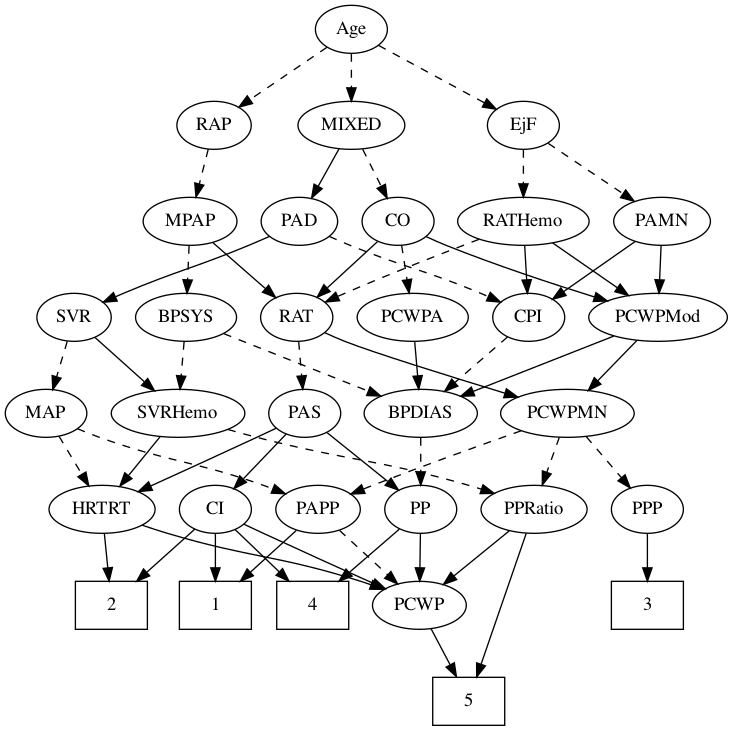 Age
RAP
MIXED
EjF
MPAP
PAD
CO
RATHemo
PAMN
SVR
BPSYS
RAT
PCWPA
CPI
PCWPMod
MAP
SVRHemo
PAS
BPDIAS
PCWPMN
HRTRT
CI
PAPP
PP
PPRatio
PPP
2
1
4
PCWP
3
5